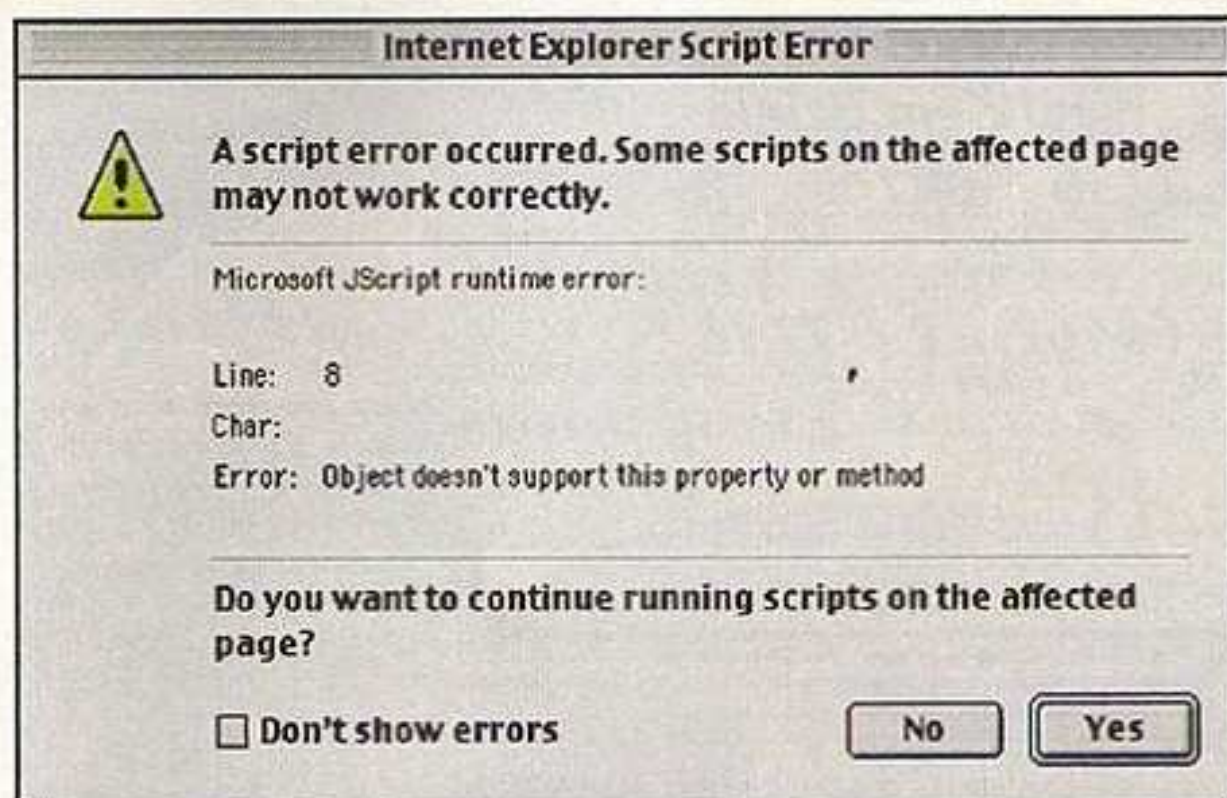 Internet Explorer Script Error
A script error occurred. Some scripts on the affected page
may not work correctly.
Microsoft JScript runtime error:
Line: 8
Char:
Error: Object doesn't support this property or method
Do you want to continue running scripts on the affected
page?
Don't show errors
No
Yes